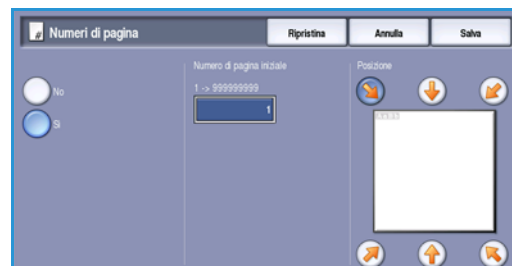 # Numeri di pagina
Ripristina
Annulla
Salva
Numero di pagina iniziale
Posizione
1 -> 999999999
No
1
Sì